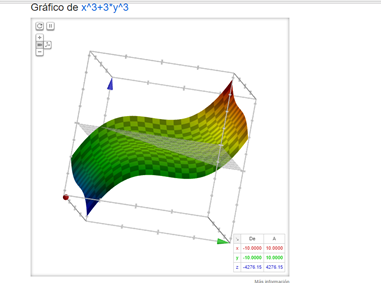 Gráfico de x^3+3*y^3
De A
x -10.0000 10.0000
y -10.0000 10.0000
z -4276.15 4276.15
Más información